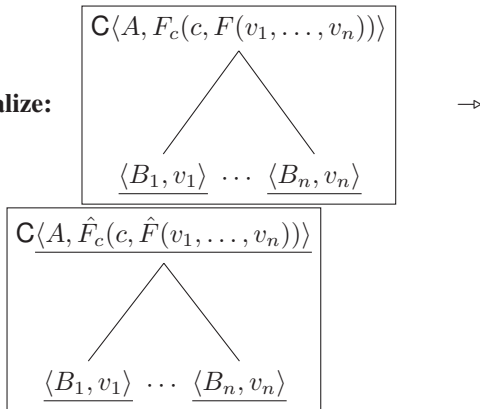 C⟨A, F_c(c, F(v_1, . . . , v_n))⟩
alize:
⟨B_1, v_1⟩ · · · ⟨B_n, v_n⟩
C⟨A, F̂_c(c, F̂(v_1, . . . , v_n))⟩
⟨B_1, v_1⟩ · · · ⟨B_n, v_n⟩